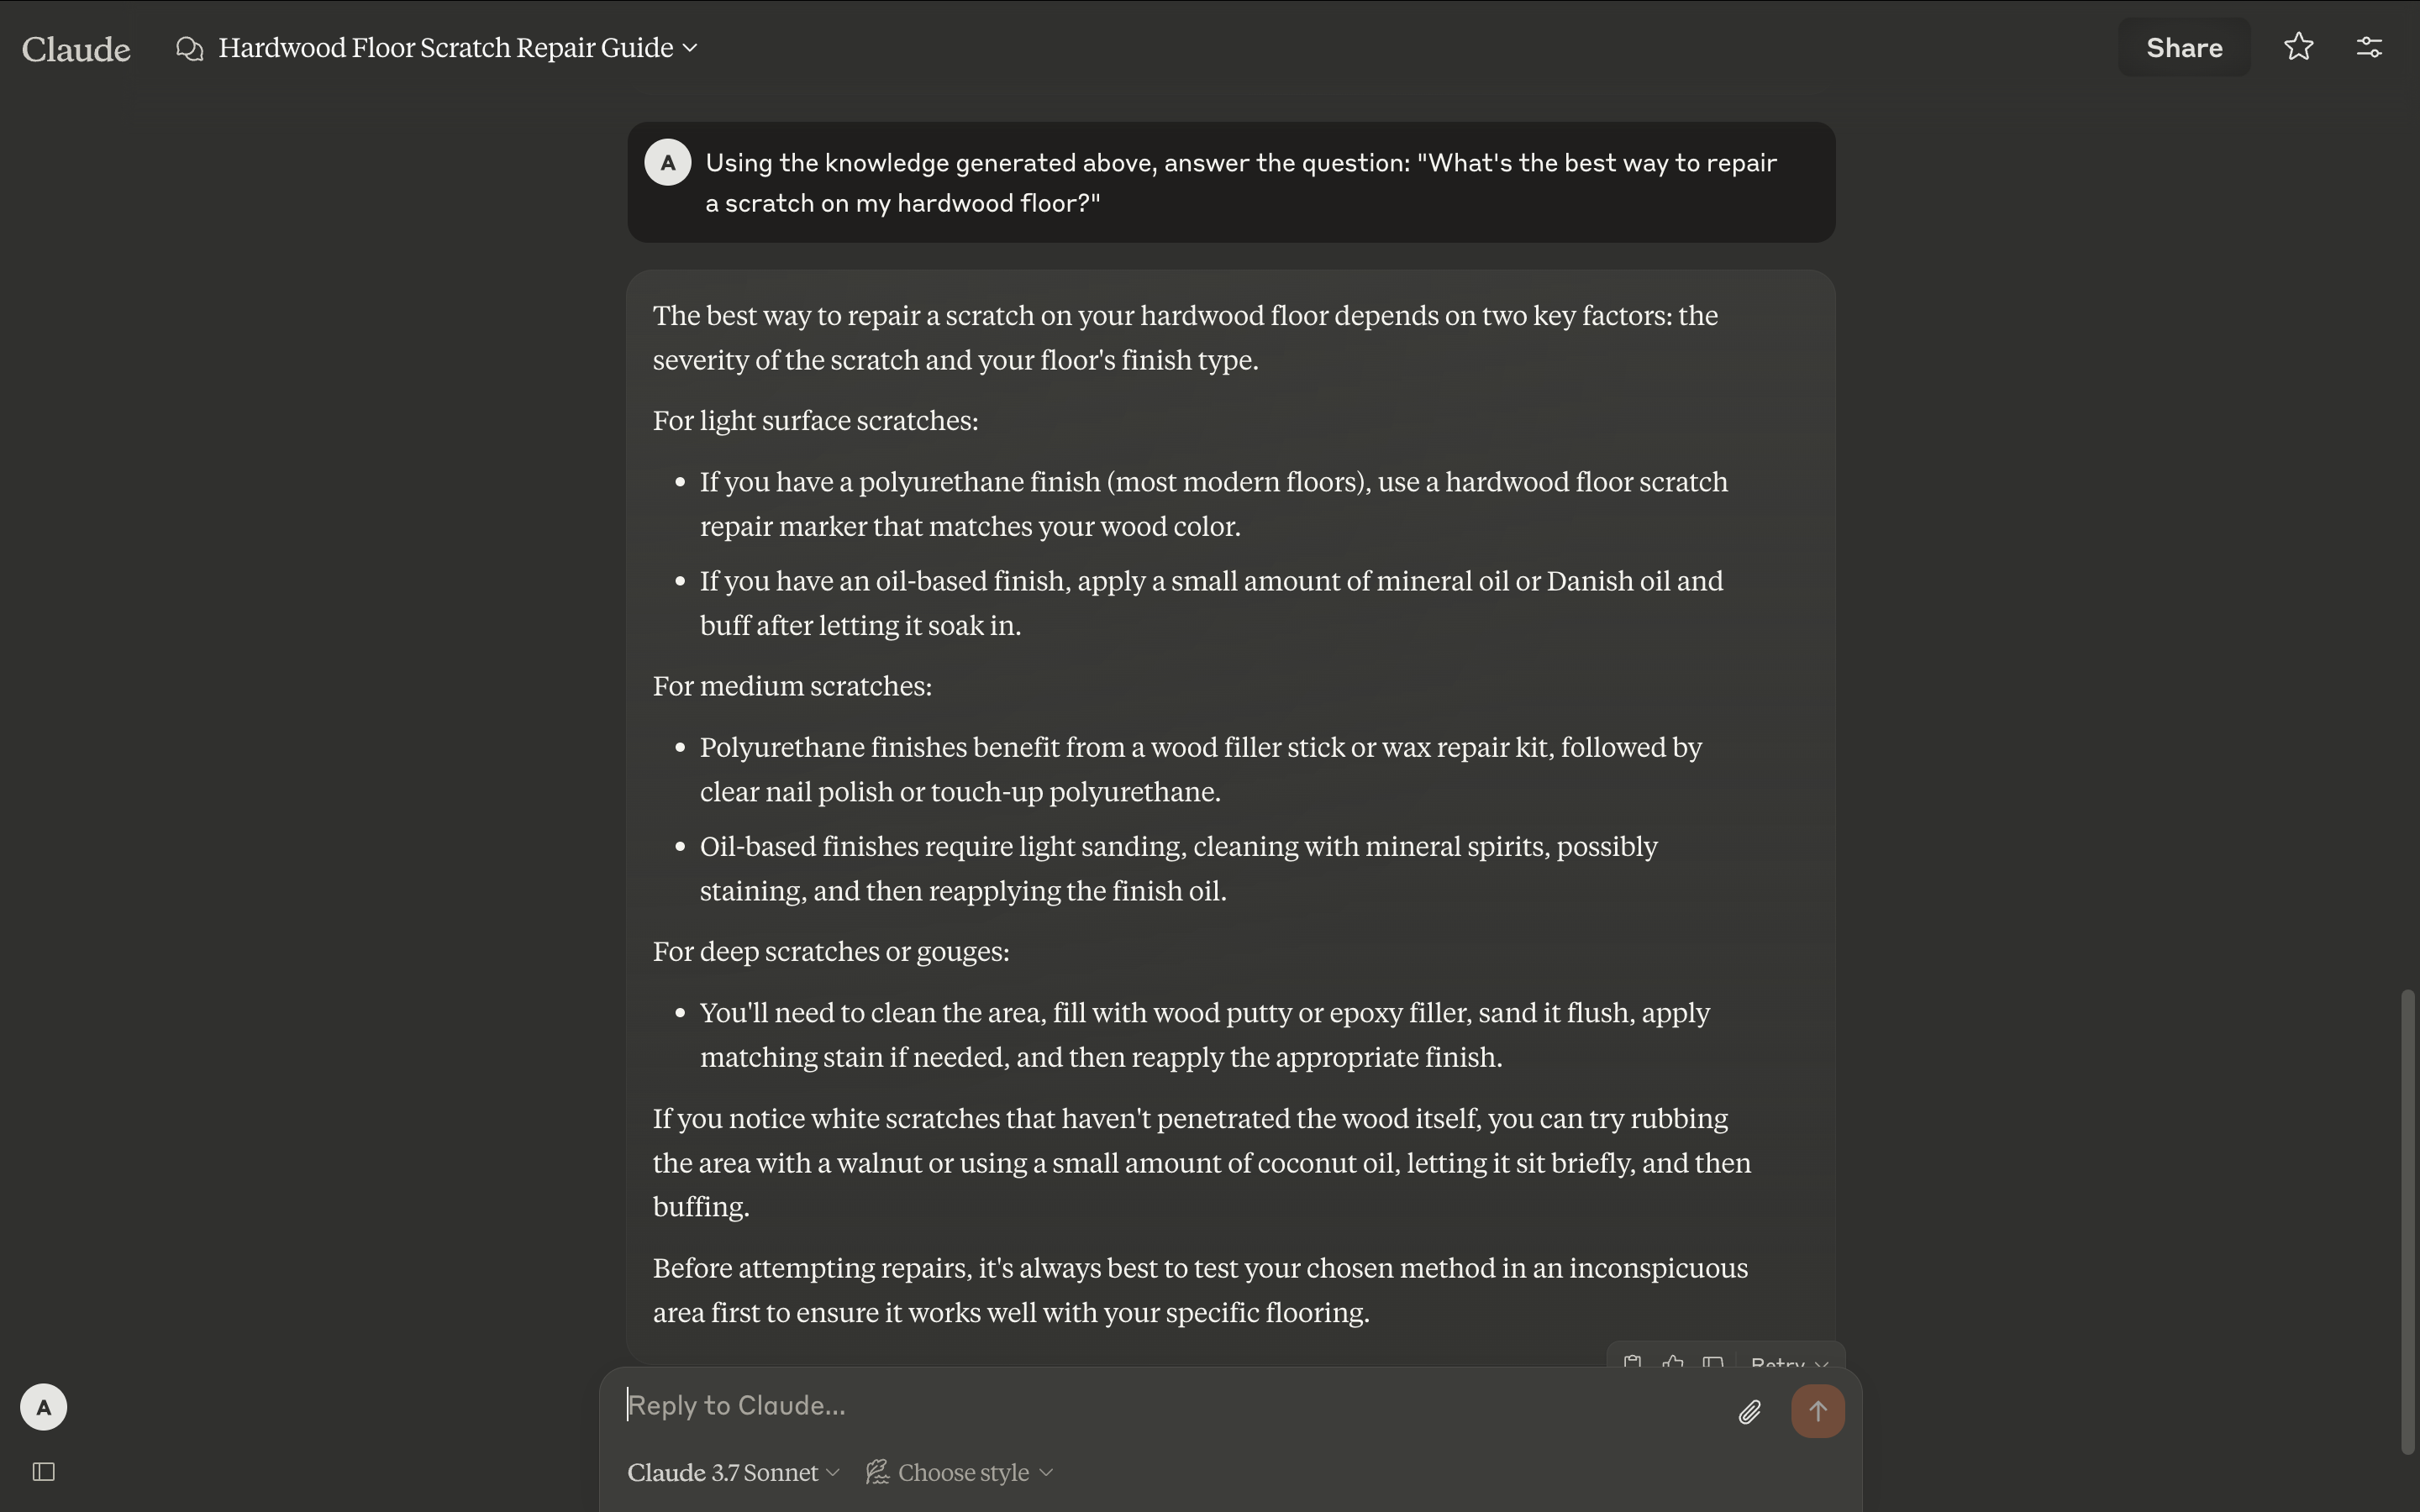 Claude
Hardwood Floor Scratch Repair Guide
Share
A
Using the knowledge generated above, answer the question: "What's the best way to repair
a scratch on my hardwood floor?"
The best way to repair a scratch on your hardwood floor depends on two key factors: the
severity of the scratch and your floor's finish type.
For light surface scratches:
• If you have a polyurethane finish (most modern floors), use a hardwood floor scratch
repair marker that matches your wood color.
• If you have an oil-based finish, apply a small amount of mineral oil or Danish oil and
buff after letting it soak in.
For medium scratches:
• Polyurethane finishes benefit from a wood filler stick or wax repair kit, followed by
clear nail polish or touch-up polyurethane.
• Oil-based finishes require light sanding, cleaning with mineral spirits, possibly
staining, and then reapplying the finish oil.
For deep scratches or gouges:
• You'll need to clean the area, fill with wood putty or epoxy filler, sand it flush, apply
matching stain if needed, and then reapply the appropriate finish.
If you notice white scratches that haven't penetrated the wood itself, you can try rubbing
the area with a walnut or using a small amount of coconut oil, letting it sit briefly, and then
buffing.
Before attempting repairs, it's always best to test your chosen method in an inconspicuous
area first to ensure it works well with your specific flooring.
Retry
A
Reply to Claude...
Claude 3.7 Sonnet
Choose style